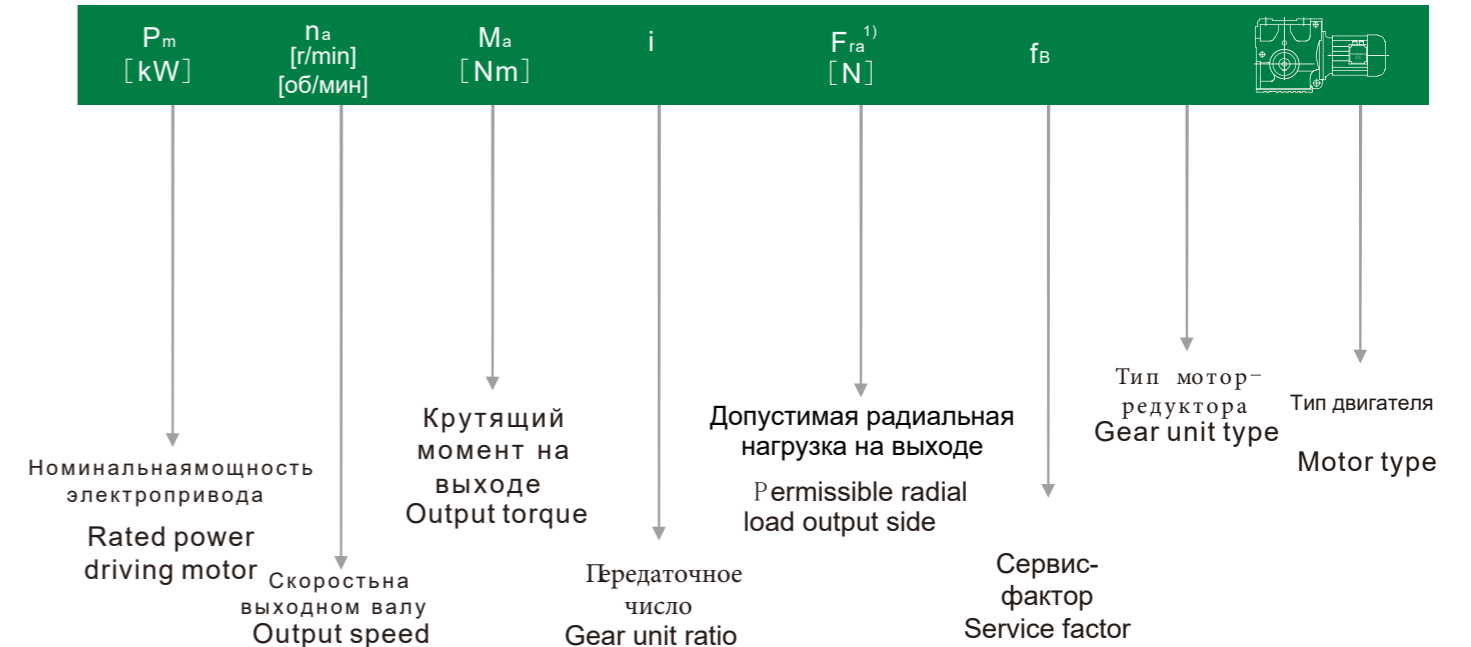 Pm
［kW］
na
[r/min]
[об/мин]
Ma
［Nm］
i
Fra1)
［N］
fB
Номинальнаямощность
электропривода
Rated power
driving motor
Скоростьна
выходном валу
Output speed
Крутящий
момент на
выходе
Output torque
Передаточное
число
Gear unit ratio
Допустимая радиальная
нагрузка на выходе
Permissible radial
load output side
Сервис-
фактор
Service factor
Тип мотор-
редуктора
Gear unit type
Тип двигателя
Motor type